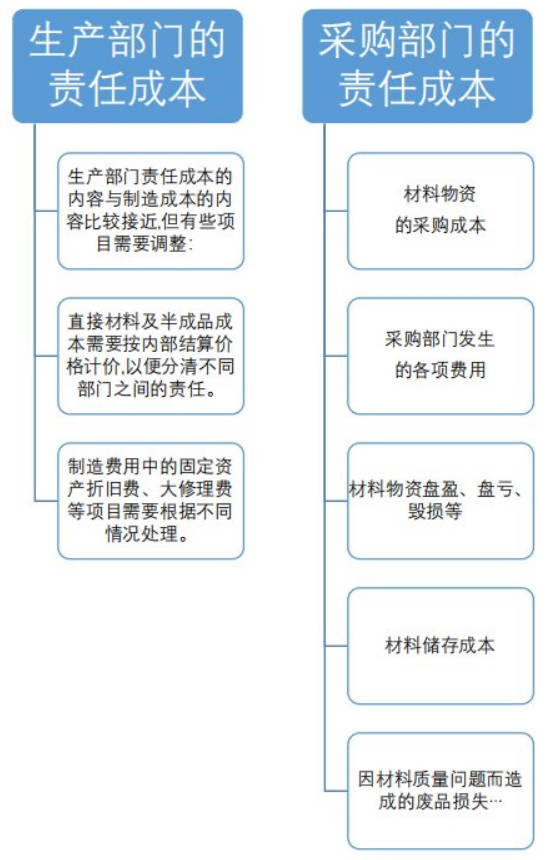 生产部门的
责任成本
生产部门责任成本的
内容与制造成本的内
容比较接近,但有些项
目需要调整:
直接材料及半成品成
本需要按内部结算价
格计价,以便分清不同
部门之间的责任。
制造费用中的固定资
产折旧费、大修理费
等项目需要根据不同
情况处理。
采购部门的
责任成本
材料物资
的采购成本
采购部门发生
的各项费用
材料物资盘盈、盘亏、
毁损等
材料储存成本
因材料质量问题而造
成的废品损失…